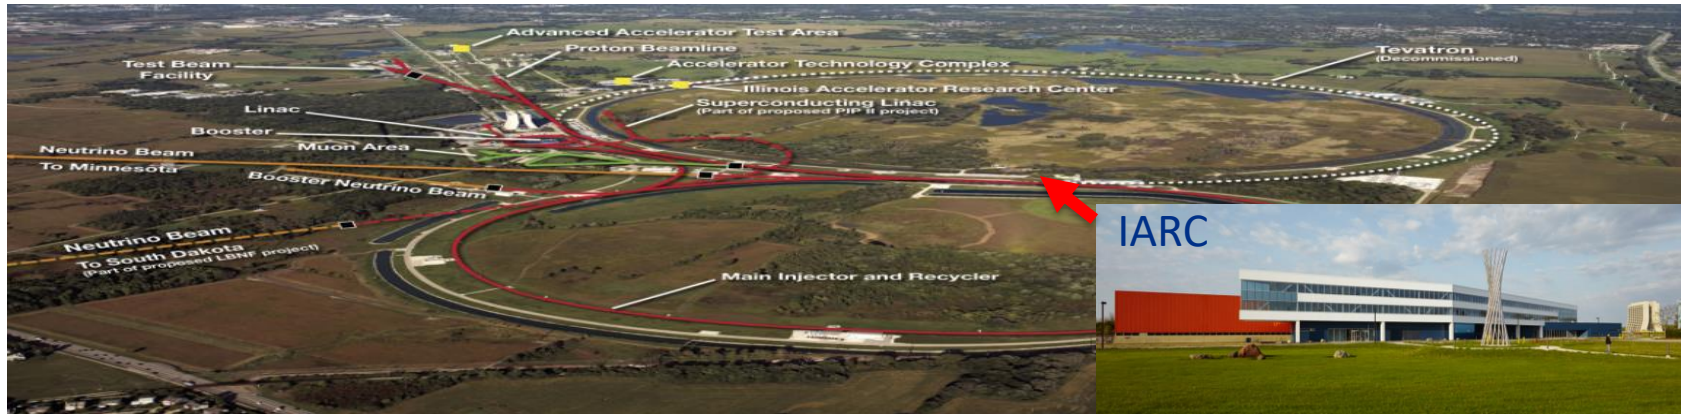 Advanced Accelerator Test Area
Proton Beamline
Test Beam
Facility
Accelerator Technology Complex
Illinois Accelerator Research Center
Tevatron
(Decommissioned)
Superconducting Linac
(Part of proposed PIP II project)
Linac
Booster
Muon Area
Neutrino Beam
To Minnesota
Booster Neutrino Beam
Neutrino Beam
To South Dakota
(Part of proposed LBNF project)
Main Injector and Recycler
IARC